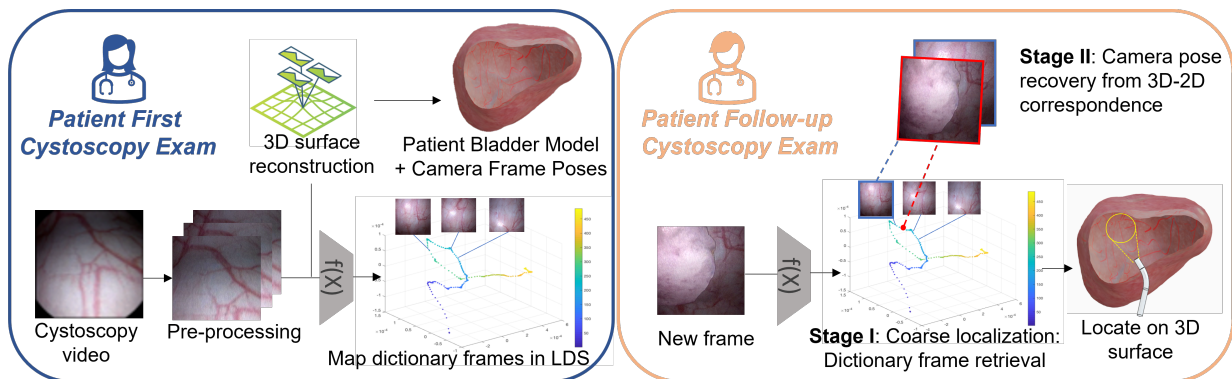 Patient First
Cystoscopy Exam
3D surface
reconstruction
Patient Bladder Model
+ Camera Frame Poses
Cystoscopy
video
Pre-processing
f(X)
Map dictionary frames in LDS
Patient Follow-up
Cystoscopy Exam
Stage II: Camera pose
recovery from 3D-2D
correspondence
New frame
f(X)
Stage I: Coarse localization:
Dictionary frame retrieval
Locate on 3D
surface